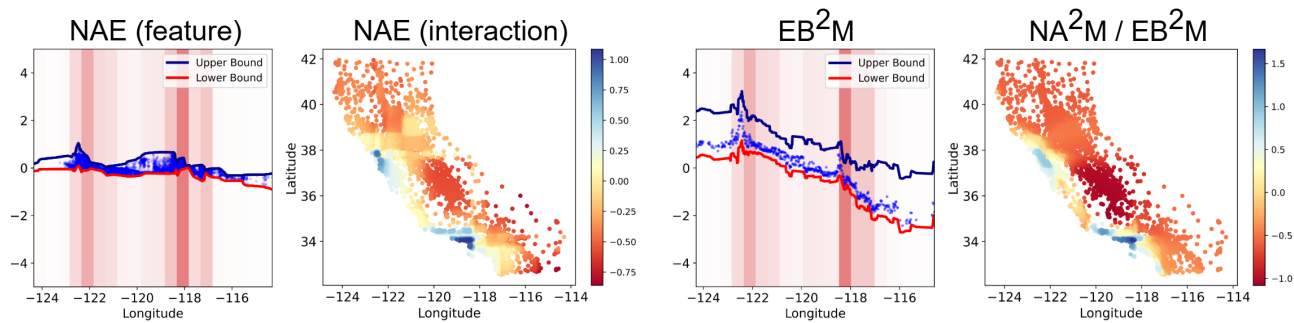 NAE (feature)
4
2
0
−2
−4
Upper Bound
Lower Bound
−124 −122 −120 −118 −116
Longitude
NAE (interaction)
42
40
38
36
34
Latitude
−124 −122 −120 −118 −116 −114
Longitude
1.00
0.75
0.50
0.25
0.00
−0.25
−0.50
−0.75
EB²M
4
2
0
−2
−4
Upper Bound
Lower Bound
−124 −122 −120 −118 −116
Longitude
NA²M / EB²M
42
40
38
36
34
Latitude
−124 −122 −120 −118 −116 −114
Longitude
1.5
1.0
0.5
0.0
−0.5
−1.0